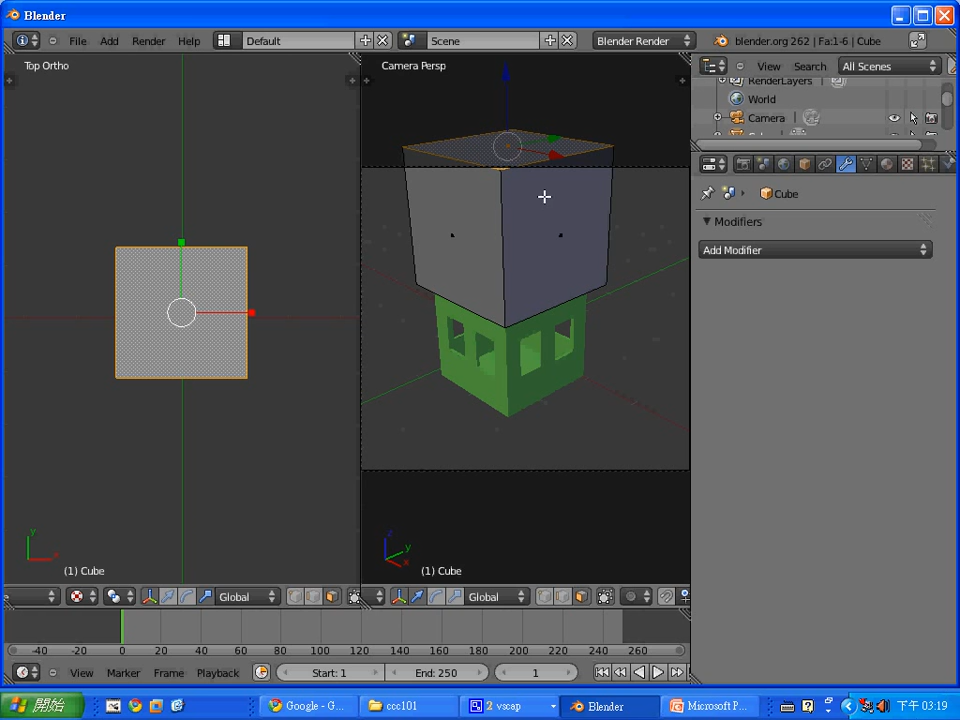 Blender
File Add Render Help Default Scene Blender Render blender.org 262 | Fa:1-6 | Cube
Top Ortho
Camera Persp
View Search All Scenes
RenderLayers
World
Camera
Cube
Modifiers
Add Modifier
y
x
(1) Cube
z
y
x
(1) Cube
Global
Global
-40 -20 0 20 40 60 80 100 120 140 160 180 200 220 240 260
View Marker Frame Playback Start: 1 End: 250 1
開始 Google - G... ccc101 2 vscap Blender Microsoft P... 下午 03:19